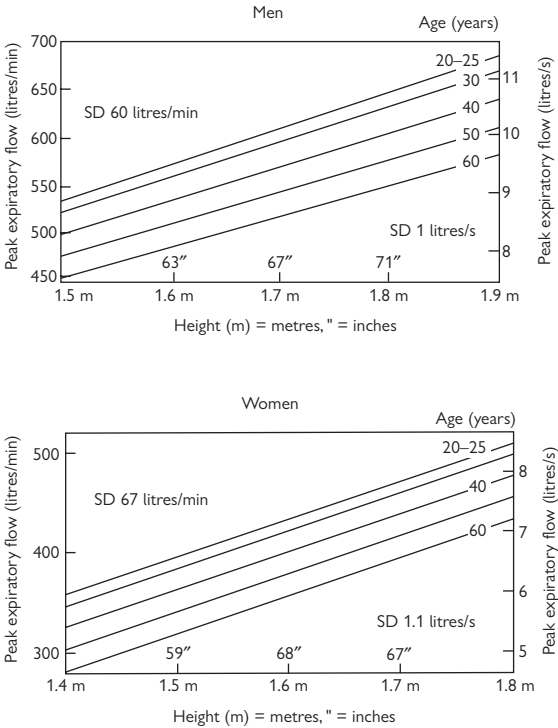 Men
Age (years)
Peak expiratory flow (litres/min)
700
650
600
550
500
450
SD 60 litres/min
20–25
30
40
50
60
11
10
9
8
Peak expiratory flow (litres/s)
SD 1 litres/s
63″ 67″ 71″
1.5 m 1.6 m 1.7 m 1.8 m 1.9 m
Height (m) = metres, " = inches
Women
Age (years)
Peak expiratory flow (litres/min)
500
400
300
SD 67 litres/min
20–25
40
60
8
7
6
5
Peak expiratory flow (litres/s)
SD 1.1 litres/s
59″ 68″ 67″
1.4 m 1.5 m 1.6 m 1.7 m 1.8 m
Height (m) = metres, " = inches